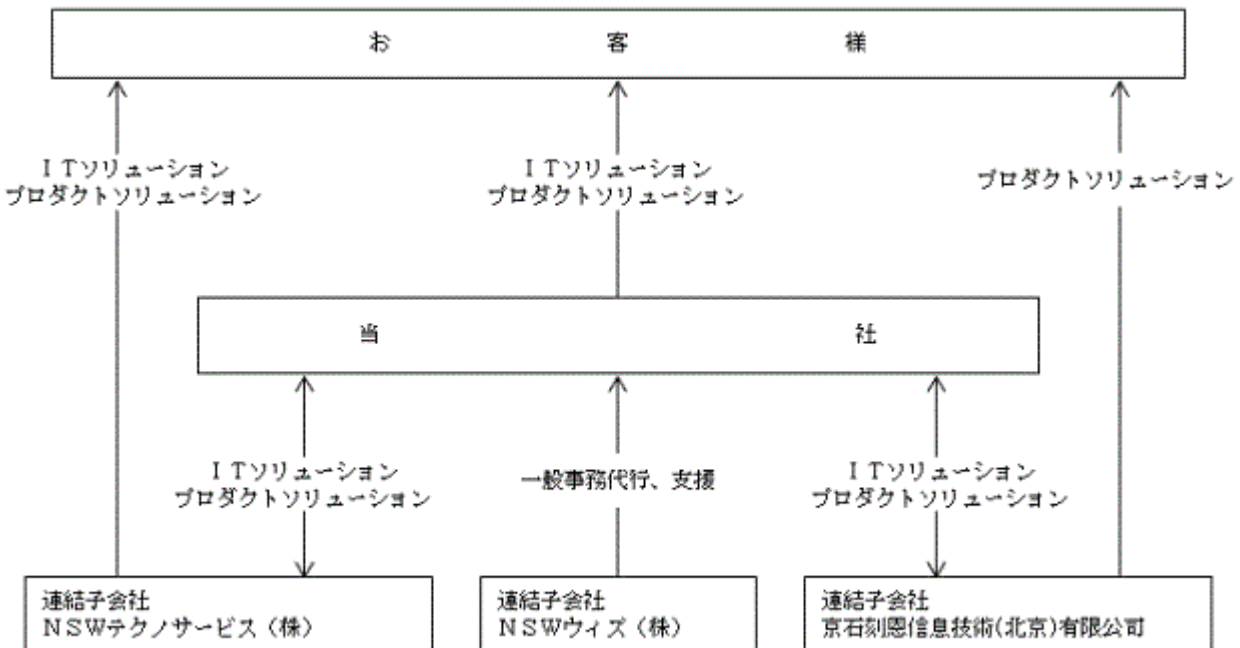 お客様
ＩＴソリューション
プロダクトソリューション
ＩＴソリューション
プロダクトソリューション
プロダクトソリューション
当社
ＩＴソリューション
プロダクトソリューション
一般事務代行、支援
ＩＴソリューション
プロダクトソリューション
連結子会社
ＮＳＷテクノサービス（株）
連結子会社
ＮＳＷウィズ（株）
連結子会社
京石刻恩信息技術(北京)有限公司